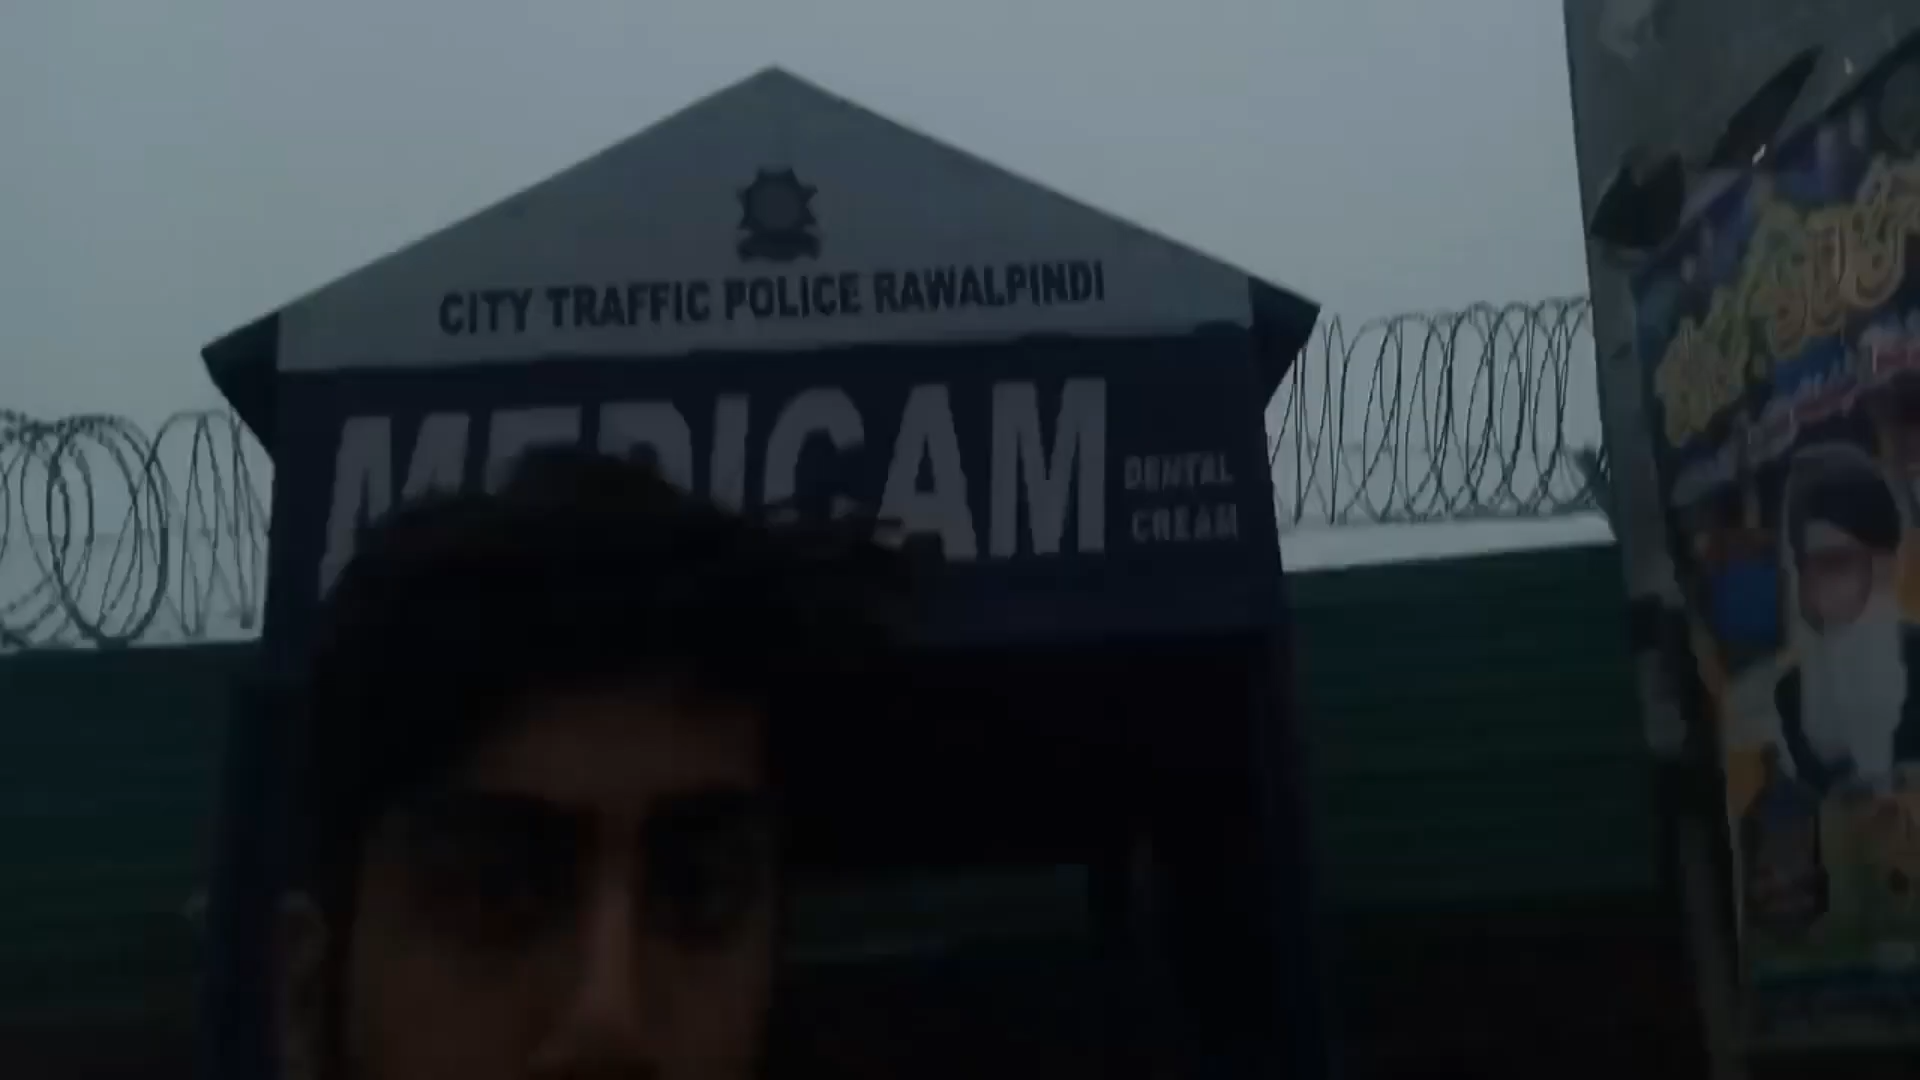 CITY TRAFFIC POLICE RAWALPINDI
MEDICAM
DENTAL
CREAM